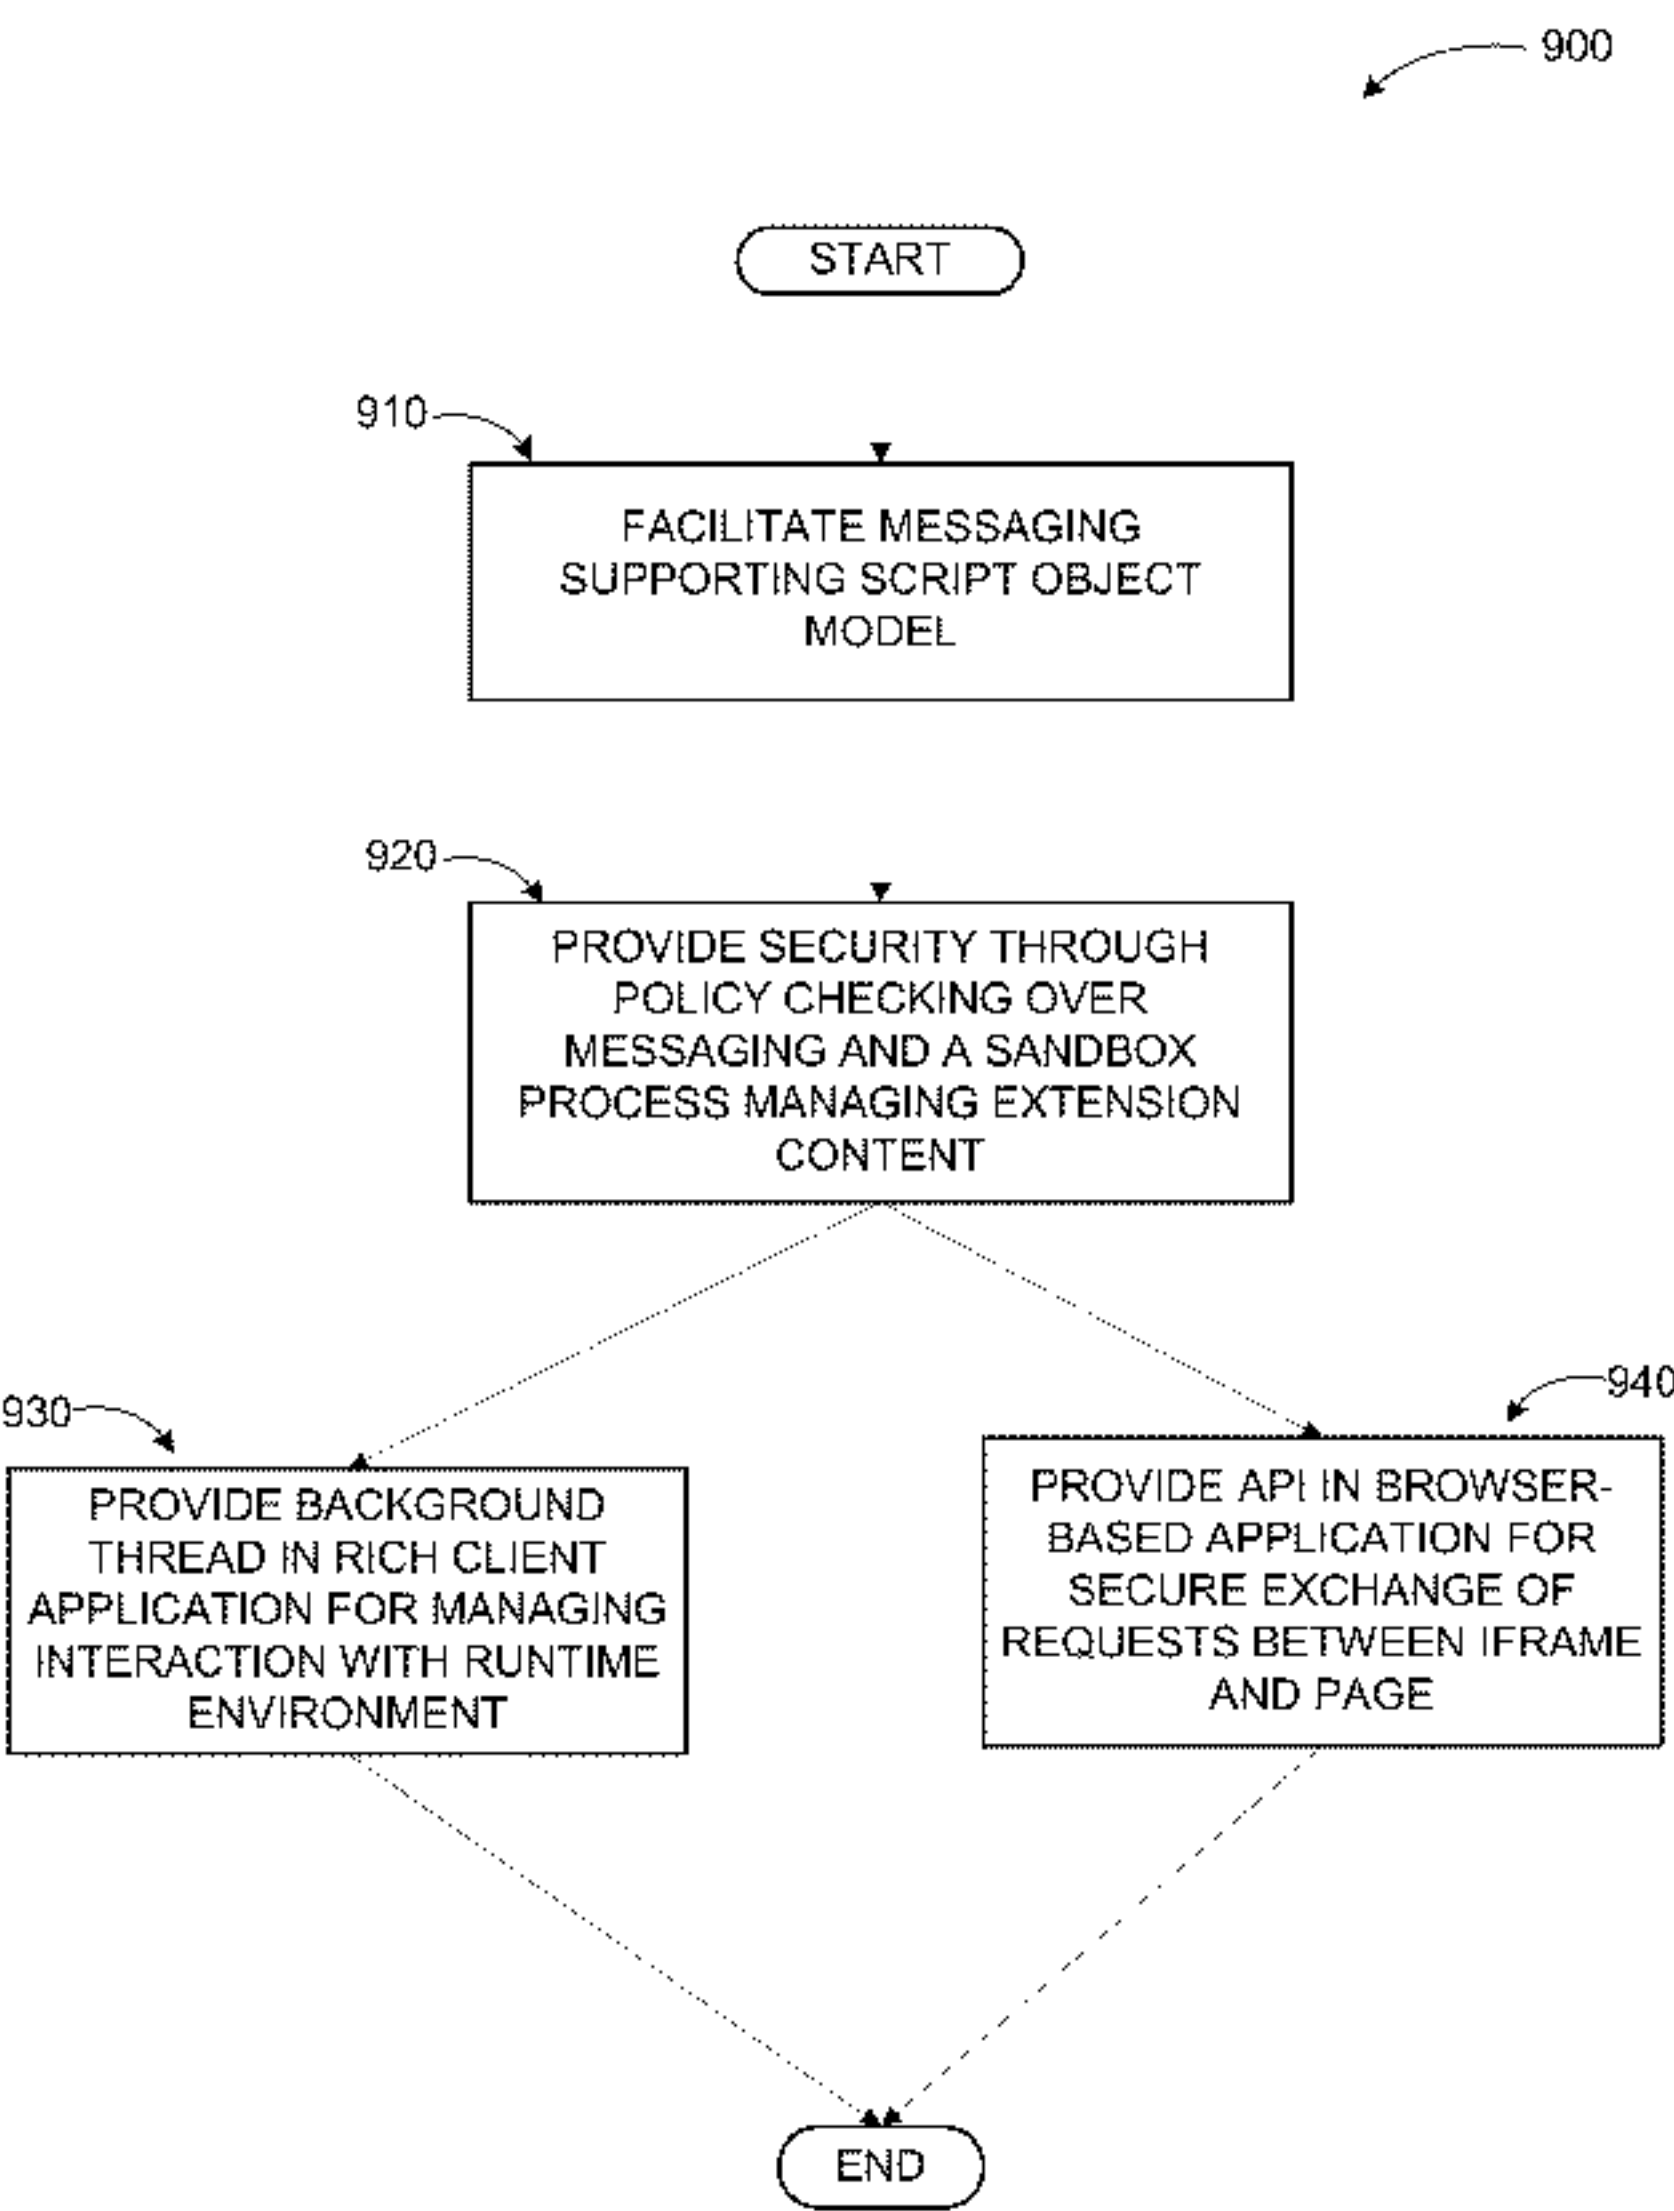 900
START
910
FACILITATE MESSAGING
SUPPORTING SCRIPT OBJECT
MODEL
920
PROVIDE SECURITY THROUGH
POLICY CHECKING OVER
MESSAGING AND A SANDBOX
PROCESS MANAGING EXTENSION
CONTENT
930
PROVIDE BACKGROUND
THREAD IN RICH CLIENT
APPLICATION FOR MANAGING
INTERACTION WITH RUNTIME
ENVIRONMENT
940
PROVIDE API IN BROWSER-
BASED APPLICATION FOR
SECURE EXCHANGE OF
REQUESTS BETWEEN IFRAME
AND PAGE
END